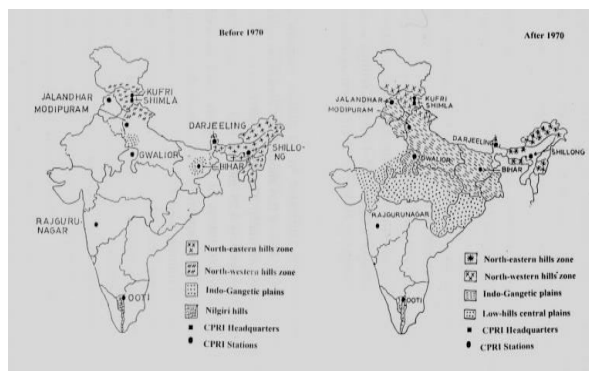 Before 1970
JALANDHAR
MODIPURAM
KUFRI
SHIMLA
DARJEELING
SHILLO-
NG
GWALIOR
BIHAR
RAJGURU-
NAGAR
OOTI
North-eastern hills zone
North-western hills zone
Indo-Gangetic plains
Nilgiri hills
CPRI Headquarters
CPRI Stations
After 1970
JALANDHAR
MODIPURAM
KUFRI
SHIMLA
DARJEELING
SHILLONG
GWALIOR
BIHAR
RAJGURUNAGAR
OOTI
North-eastern hills zone
North-western hills zone
Indo-Gangetic plains
Low-hills central plains
CPRI Headquarters
CPRI Stations